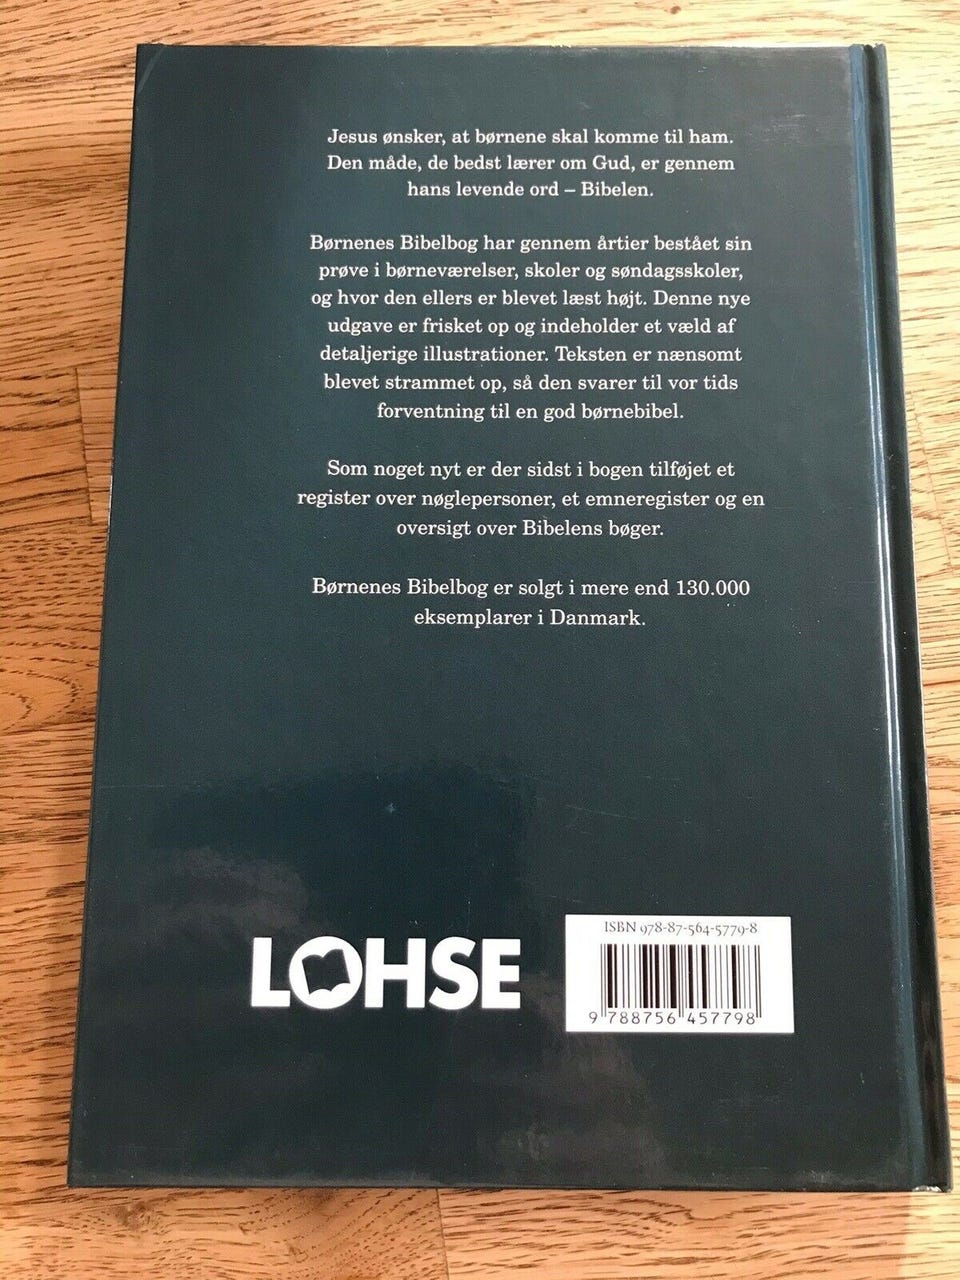 Jesus ønsker, at børnene skal komme til ham.
Den måde, de bedst lærer om Gud, er gennem
hans levende ord – Bibelen.
Børnenes Bibelbog har gennem årtier bestået sin
prøve i børneværelser, skoler og søndagsskoler,
og hvor den ellers er blevet læst højt. Denne nye
udgave er frisket op og indeholder et væld af
detaljerige illustrationer. Teksten er nænsomt
blevet strammet op, så den svarer til vor tids
forventning til en god børnebibel.
Som noget nyt er der sidst i bogen tilføjet et
register over nøglepersoner, et emneregister og en
oversigt over Bibelens bøger.
Børnenes Bibelbog er solgt i mere end 130.000
eksemplarer i Danmark.
LOHSE
ISBN 978-87-564-5779-8
9 788756 457798